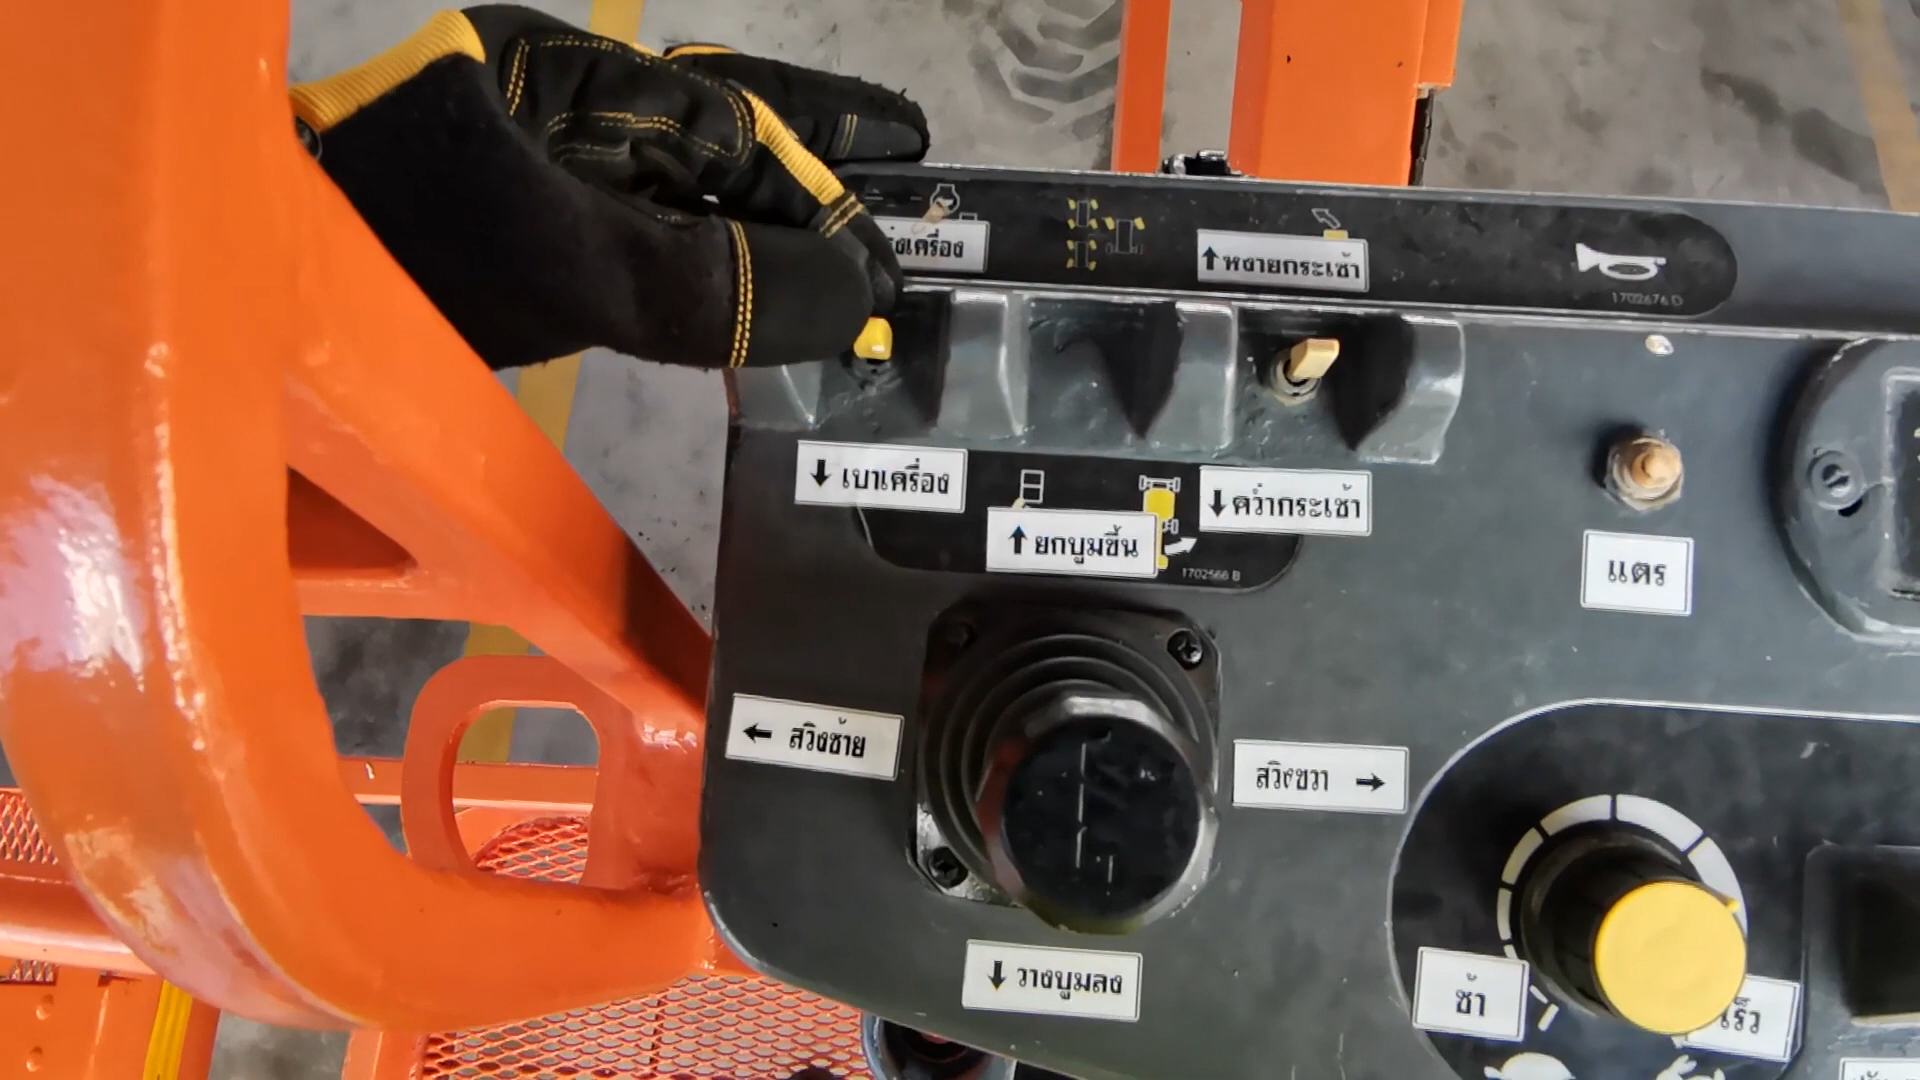 เครื่อง
↑หงายกระเช้า
1702676 D
↓ เบาเครื่อง
↓คว่ำกระเช้า
↑ ยกบูมขึ้น
1702566 B
แตร
← สวิงซ้าย
สวิงขวา →
↓ วางบูมลง
ช้า
เร็ว